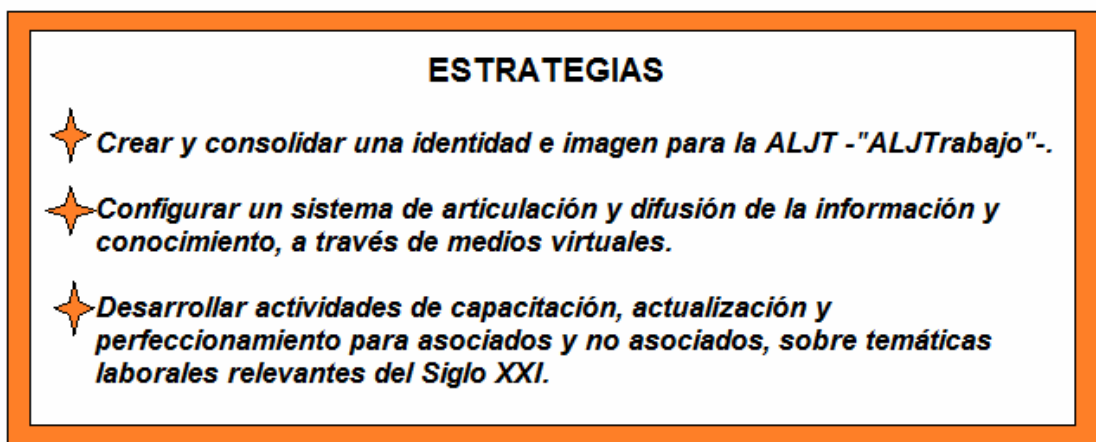 ESTRATEGIAS
Crear y consolidar una identidad e imagen para la ALJT -"ALJTrabajo"-.
Configurar un sistema de articulación y difusión de la información y
conocimiento, a través de medios virtuales.
Desarrollar actividades de capacitación, actualización y
perfeccionamiento para asociados y no asociados, sobre temáticas
laborales relevantes del Siglo XXI.